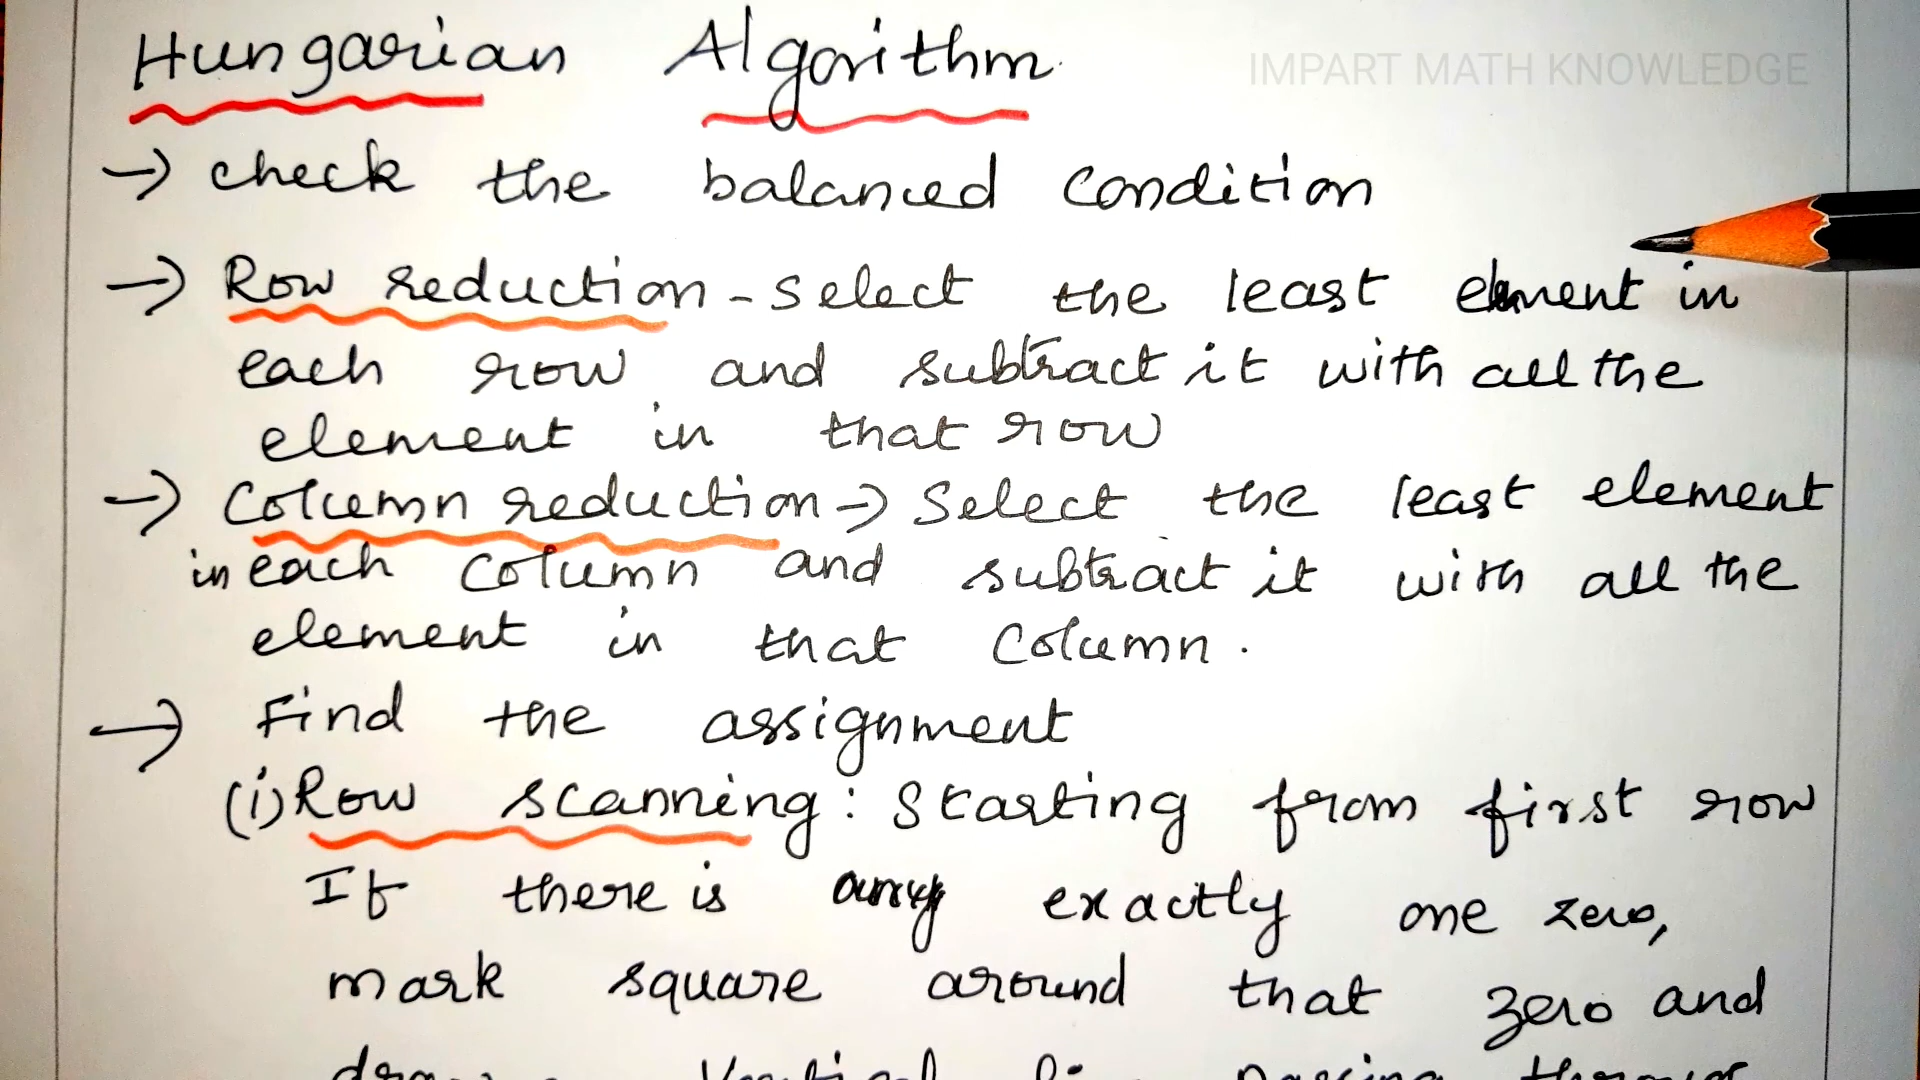 Hungarian Algorithm
IMPART MATH KNOWLEDGE
→ check the balanced condition
→ Row reduction - select the least element in
each row and subtract it with all the
element in that row
→ Column reduction → Select the least element
in each column and subtract it with all the
element in that column.
→ Find the assignment
(i) Row scanning: Starting from first row
If there is any exactly one zero,
mark square around that zero and